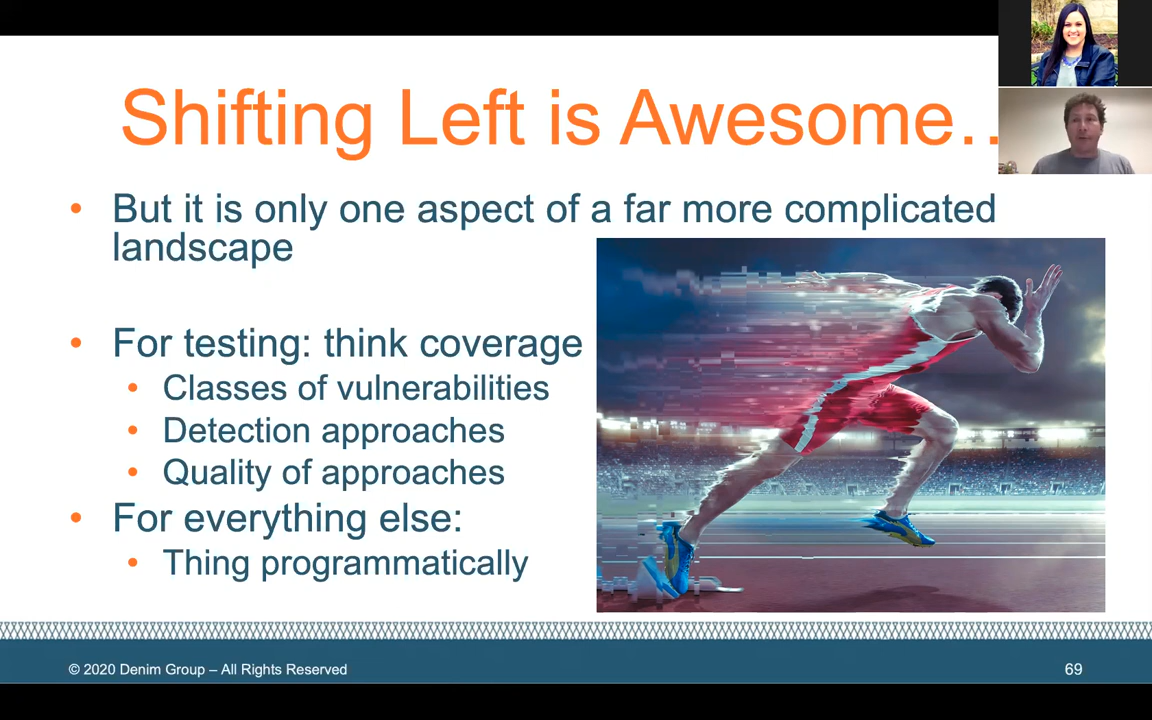 Shifting Left is Awesome…
• But it is only one aspect of a far more complicated
landscape
• For testing: think coverage
• Classes of vulnerabilities
• Detection approaches
• Quality of approaches
• For everything else:
• Thing programmatically
© 2020 Denim Group – All Rights Reserved
69